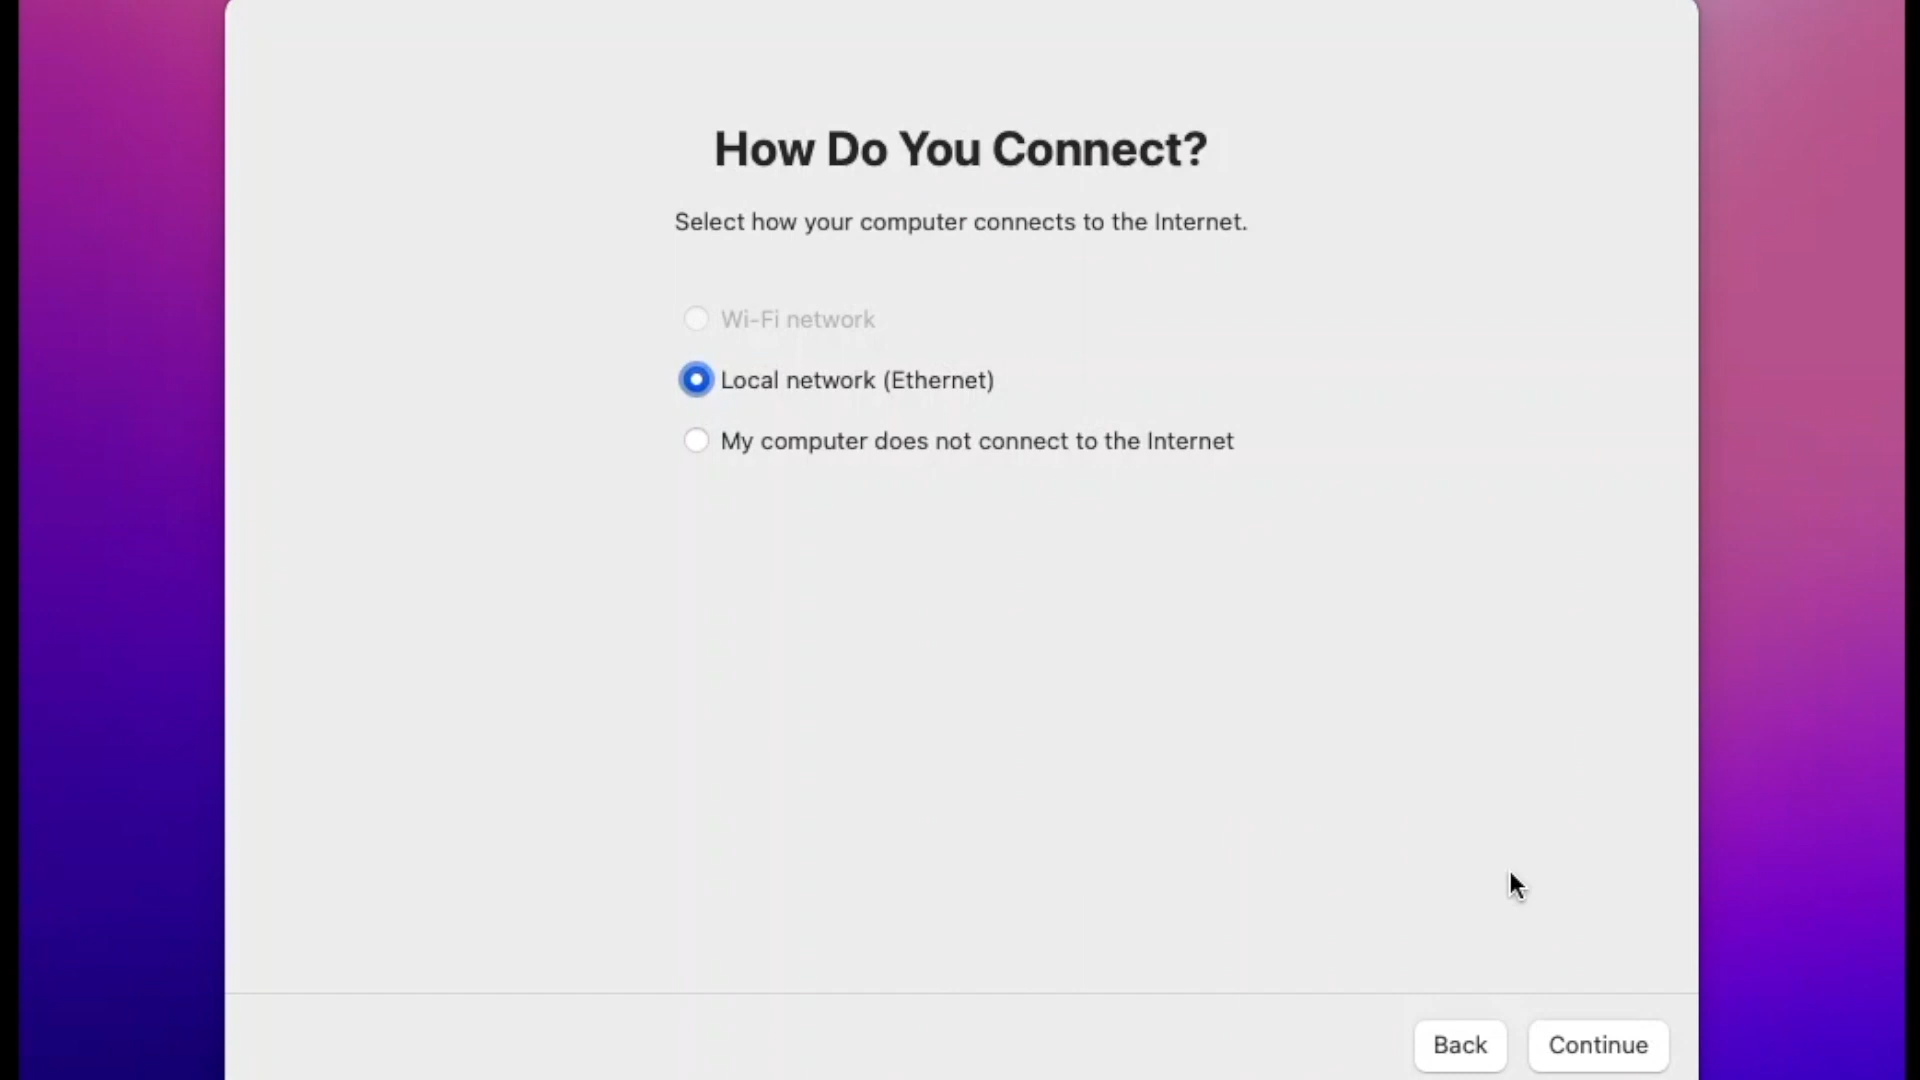 How Do You Connect?
Select how your computer connects to the Internet.
Wi-Fi network
Local network (Ethernet)
My computer does not connect to the Internet
Back
Continue